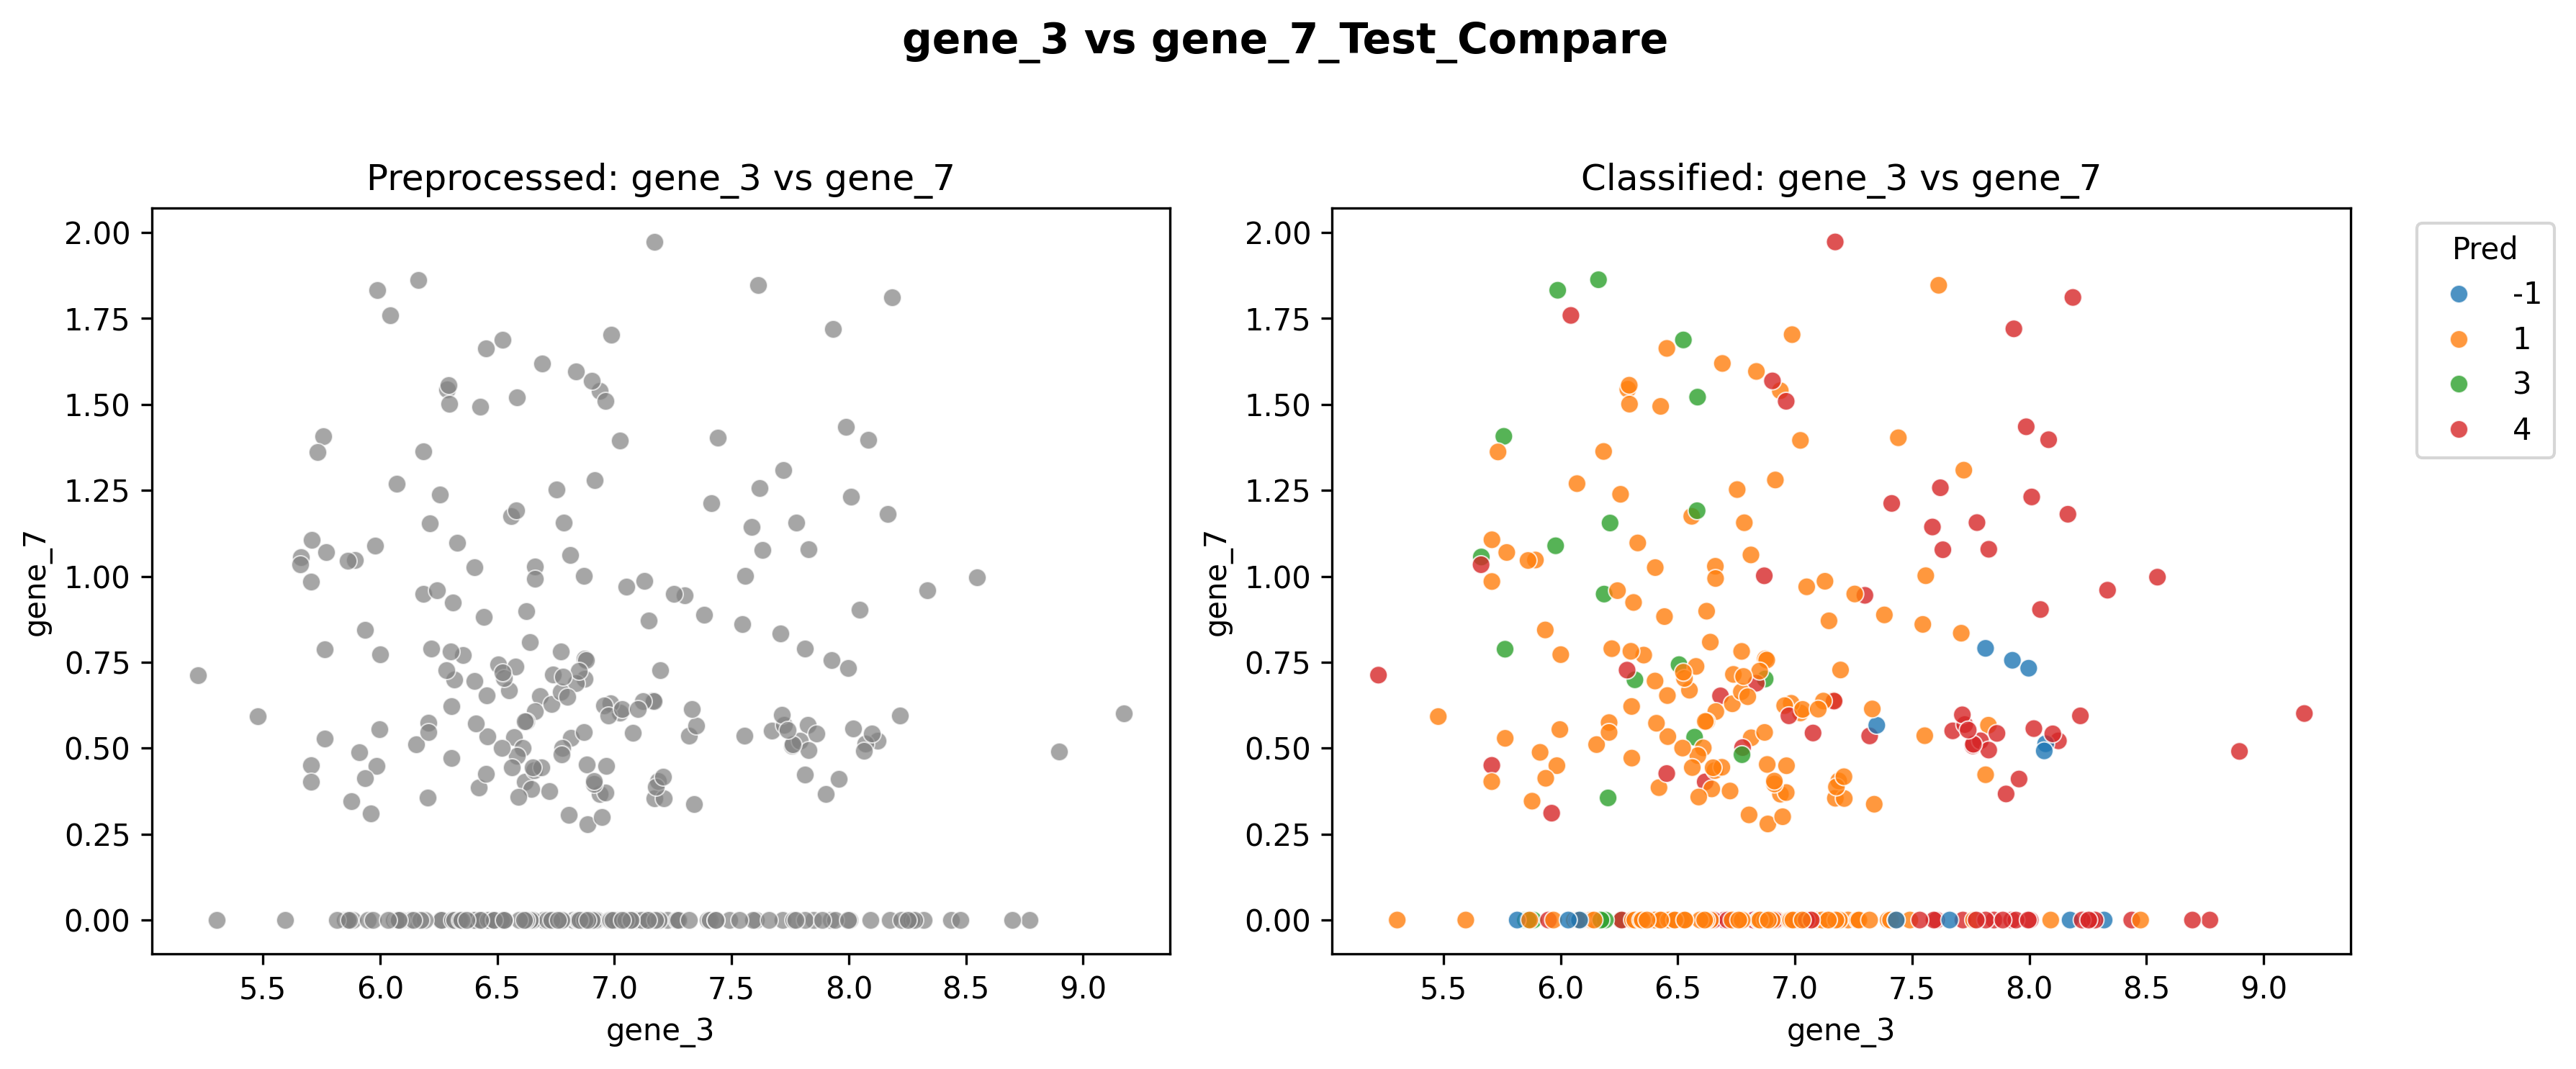 gene_3 vs gene_7_Test_Compare
Preprocessed: gene_3 vs gene_7
2.00
1.75
1.50
1.25
1.00
0.75
0.50
0.25
0.00
gene_7
5.5 6.0 6.5 7.0 7.5 8.0 8.5 9.0
gene_3
Classified: gene_3 vs gene_7
2.00
1.75
1.50
1.25
1.00
0.75
0.50
0.25
0.00
gene_7
5.5 6.0 6.5 7.0 7.5 8.0 8.5 9.0
gene_3
Pred
-1
1
3
4